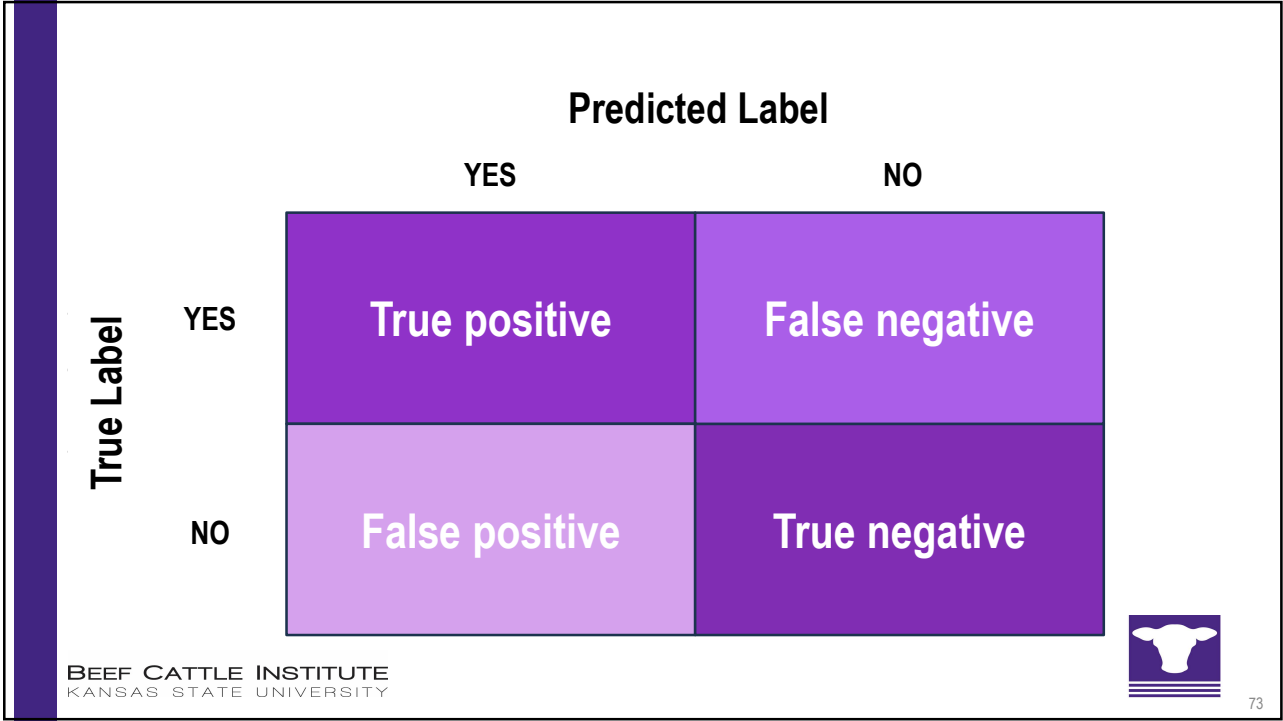 Predicted Label
YES
NO
True Label
YES
True positive
False negative
NO
False positive
True negative
BEEF CATTLE INSTITUTE
KANSAS STATE UNIVERSITY
73